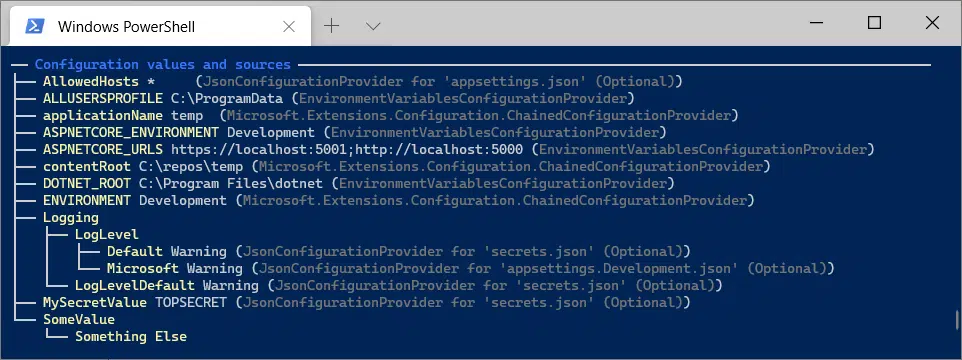 Windows PowerShell
Configuration values and sources
AllowedHosts * (JsonConfigurationProvider for 'appsettings.json' (Optional))
ALLUSERSPROFILE C:\ProgramData (EnvironmentVariablesConfigurationProvider)
applicationName temp (Microsoft.Extensions.Configuration.ChainedConfigurationProvider)
ASPNETCORE_ENVIRONMENT Development (EnvironmentVariablesConfigurationProvider)
ASPNETCORE_URLS https://localhost:5001;http://localhost:5000 (EnvironmentVariablesConfigurationProvider)
contentRoot C:\repos\temp (Microsoft.Extensions.Configuration.ChainedConfigurationProvider)
DOTNET_ROOT C:\Program Files\dotnet (EnvironmentVariablesConfigurationProvider)
ENVIRONMENT Development (Microsoft.Extensions.Configuration.ChainedConfigurationProvider)
Logging
LogLevel
Default Warning (JsonConfigurationProvider for 'secrets.json' (Optional))
Microsoft Warning (JsonConfigurationProvider for 'appsettings.Development.json' (Optional))
LogLevelDefault Warning (JsonConfigurationProvider for 'secrets.json' (Optional))
MySecretValue TOPSECRET (JsonConfigurationProvider for 'secrets.json' (Optional))
SomeValue
Something Else